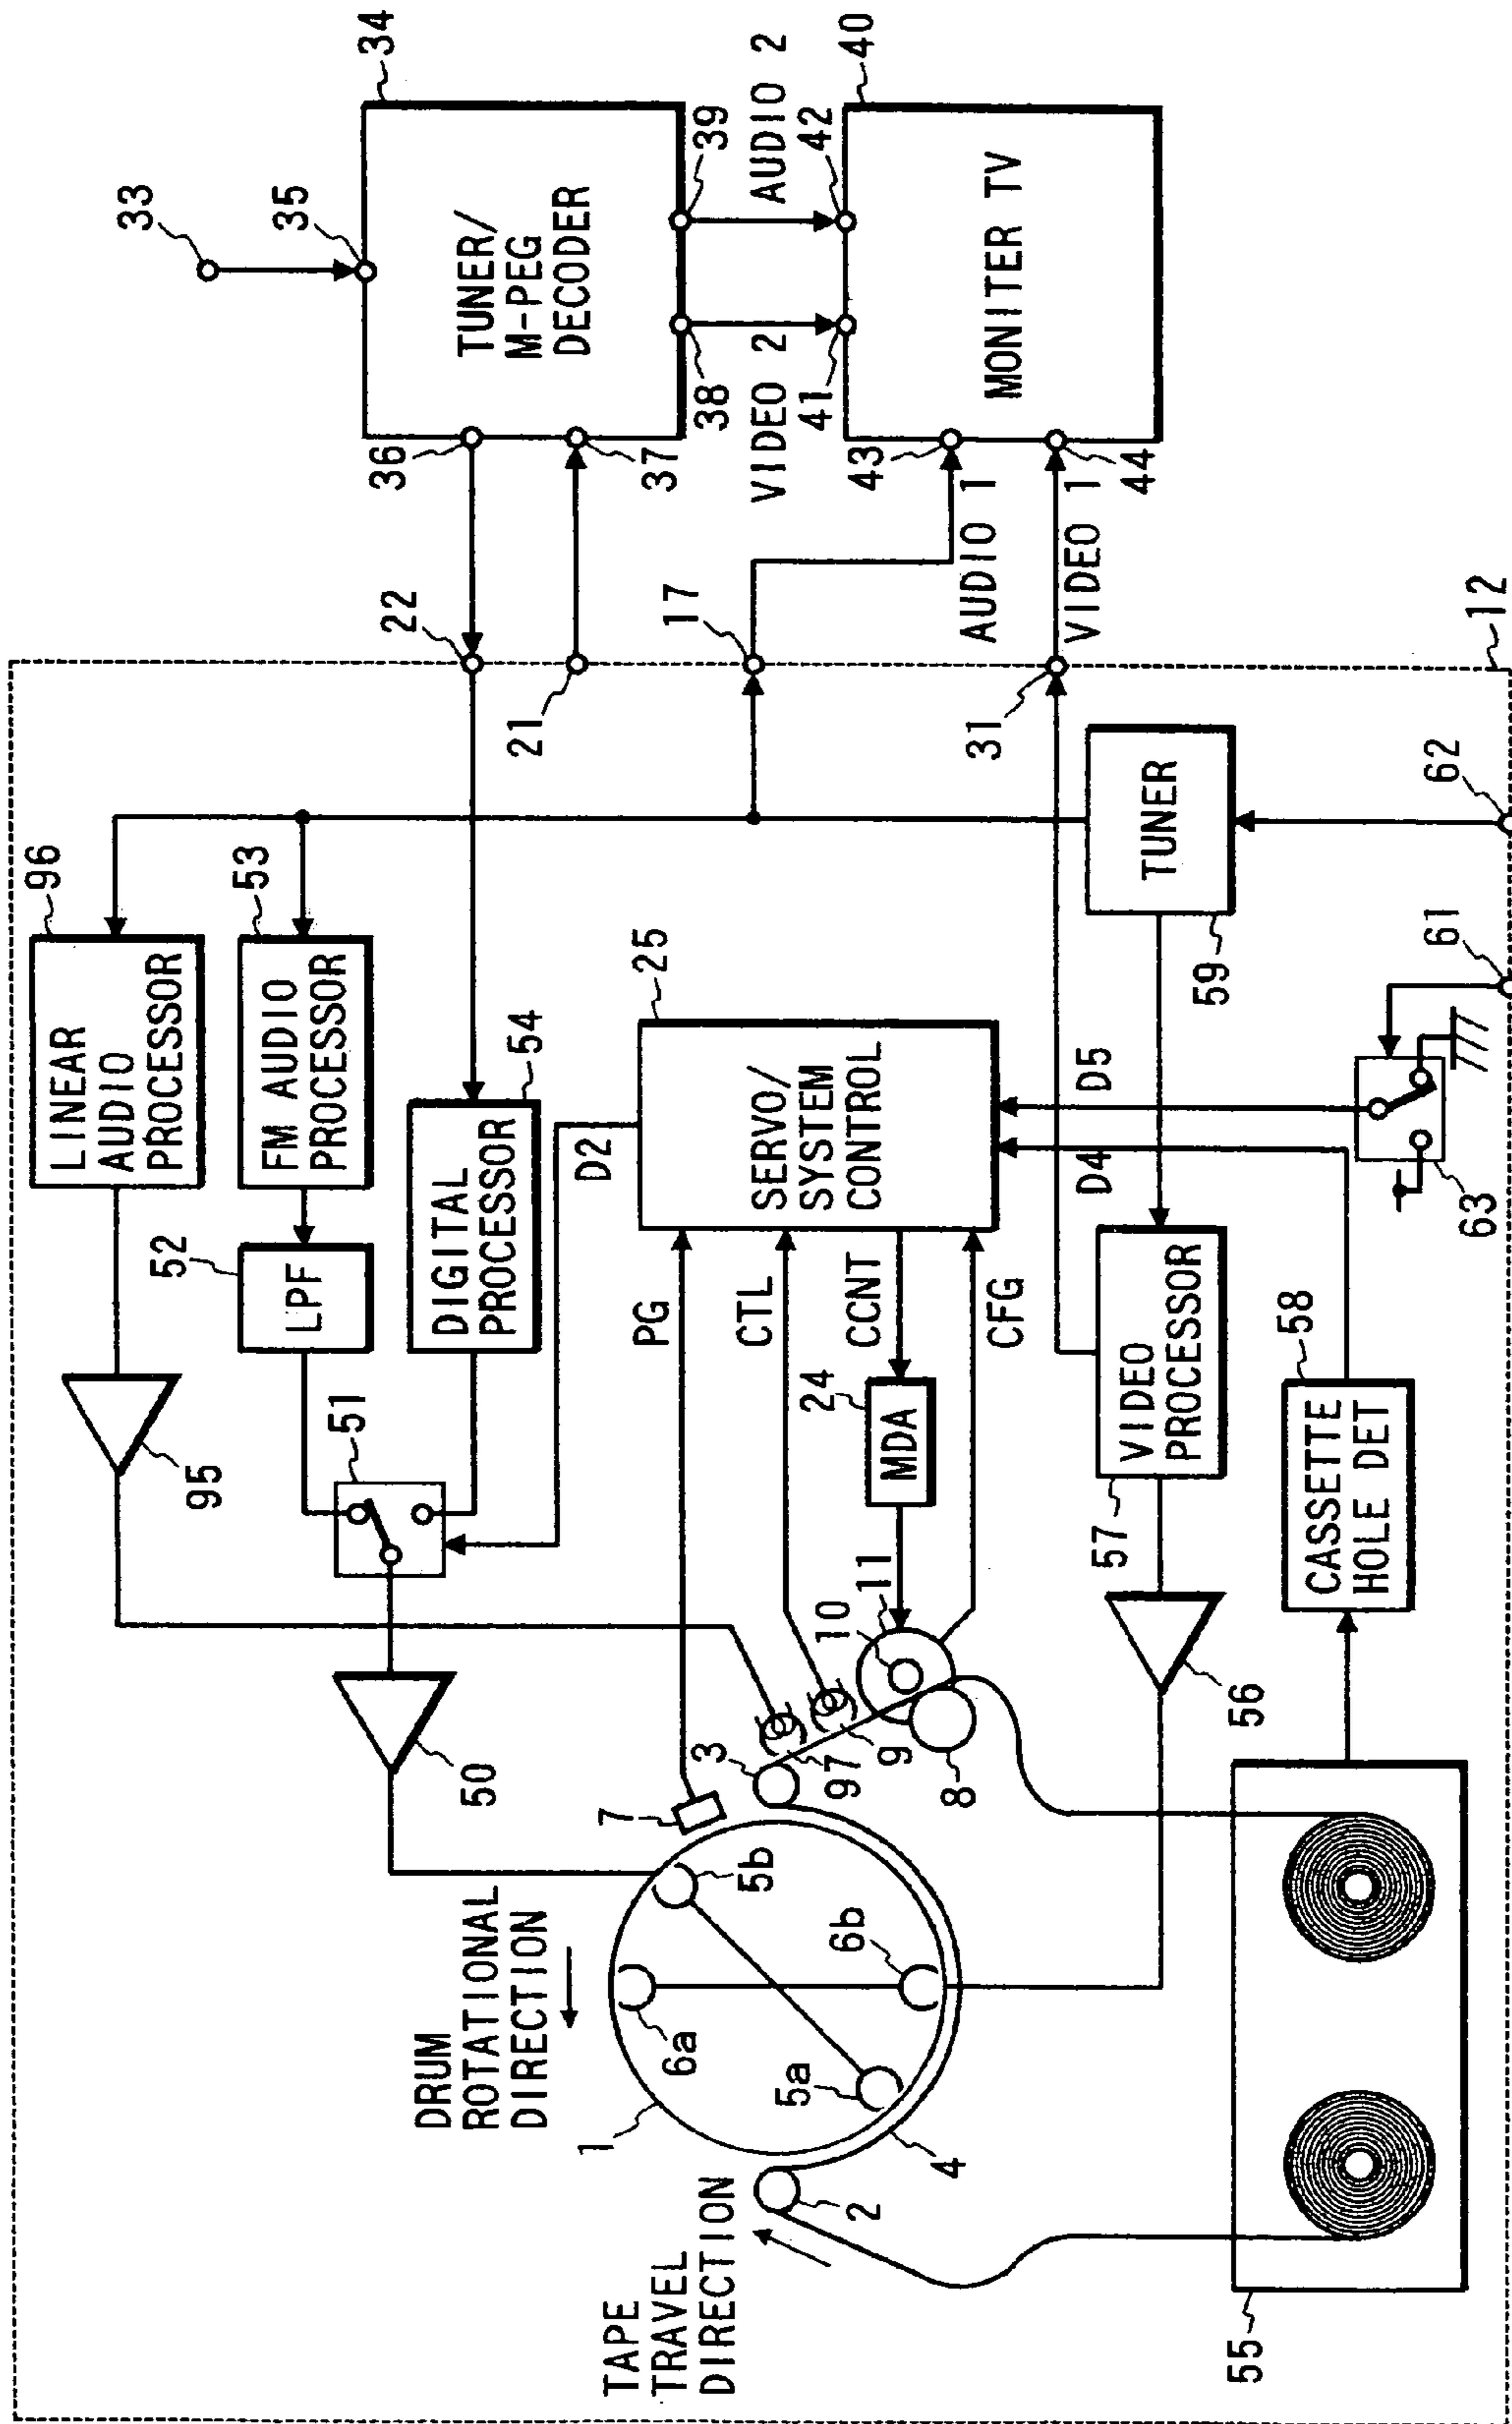 33
35
34
TUNER/
M-PEG
DECODER
36
37
38
39
VIDEO 2
AUDIO 2
41
42
40
MONITER TV
43
44
AUDIO 1
VIDEO 1
22
21
17
31
12
96
LINEAR
AUDIO
PROCESSOR
53
FM AUDIO
PROCESSOR
52
LPF
54
DIGITAL
PROCESSOR
95
51
50
D2
25
SERVO/
SYSTEM
CONTROL
PG
CTL
CCNT
CFG
24
MDA
D4
D5
TUNER
59
62
61
63
VIDEO
PROCESSOR
57
56
58
CASSETTE
HOLE DET
DRUM
ROTATIONAL
DIRECTION
7
3
97
9
10
11
8
5b
6b
6a
5a
1
4
2
TAPE
TRAVEL
DIRECTION
55